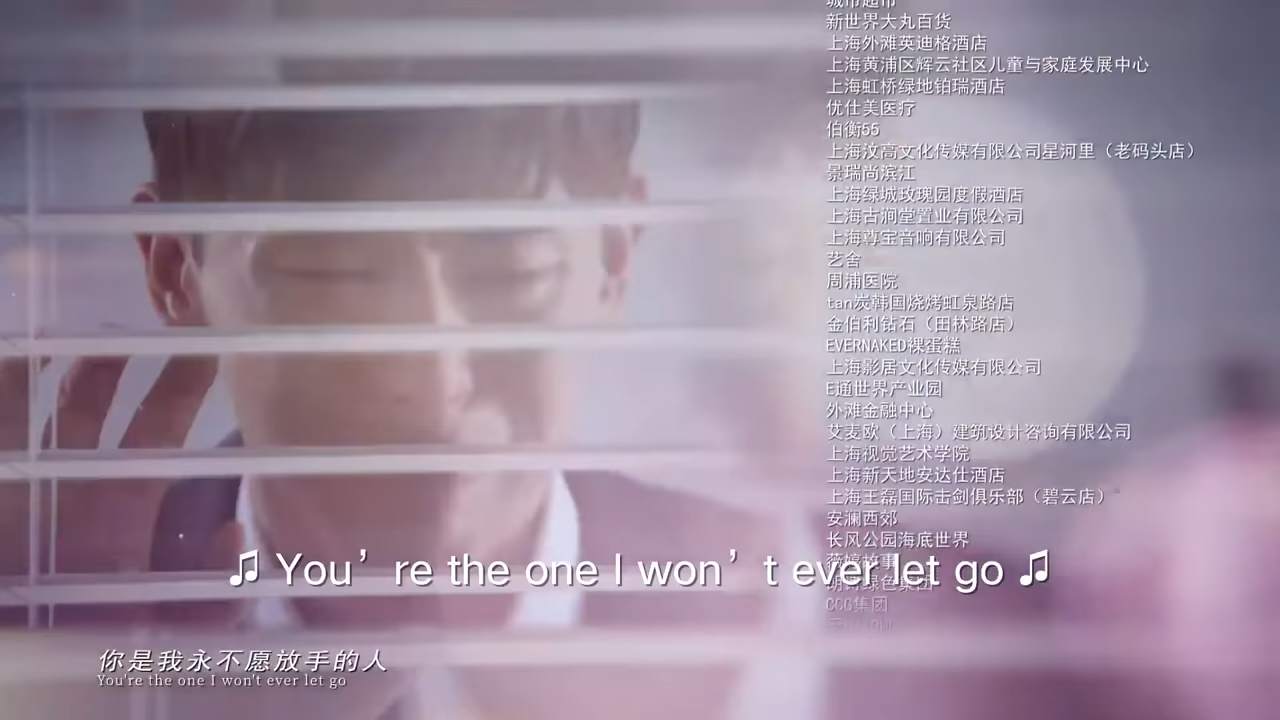 城市超市
新世界大丸百货
上海外滩英迪格酒店
上海黄浦区辉云社区儿童与家庭发展中心
上海虹桥绿地铂瑞酒店
优仕美医疗
伯衡55
上海汶高文化传媒有限公司星河里（老码头店）
景瑞尚滨江
上海绿城玫瑰园度假酒店
上海古涧堂置业有限公司
上海尊宝音响有限公司
艺舍
周浦医院
tan炭韩国烧烤虹泉路店
金伯利钻石（田林路店）
EVERNAKED裸蛋糕
上海影居文化传媒有限公司
E通世界产业园
外滩金融中心
艾麦欧（上海）建筑设计咨询有限公司
上海视觉艺术学院
上海新天地安达仕酒店
上海王磊国际击剑俱乐部（碧云店）
安澜西郊
长风公园海底世界
薇婷故事
朗诗绿色集团
CCG集团
♫ You're the one I won't ever let go ♫
你是我永不愿放手的人
You're the one I won't ever let go